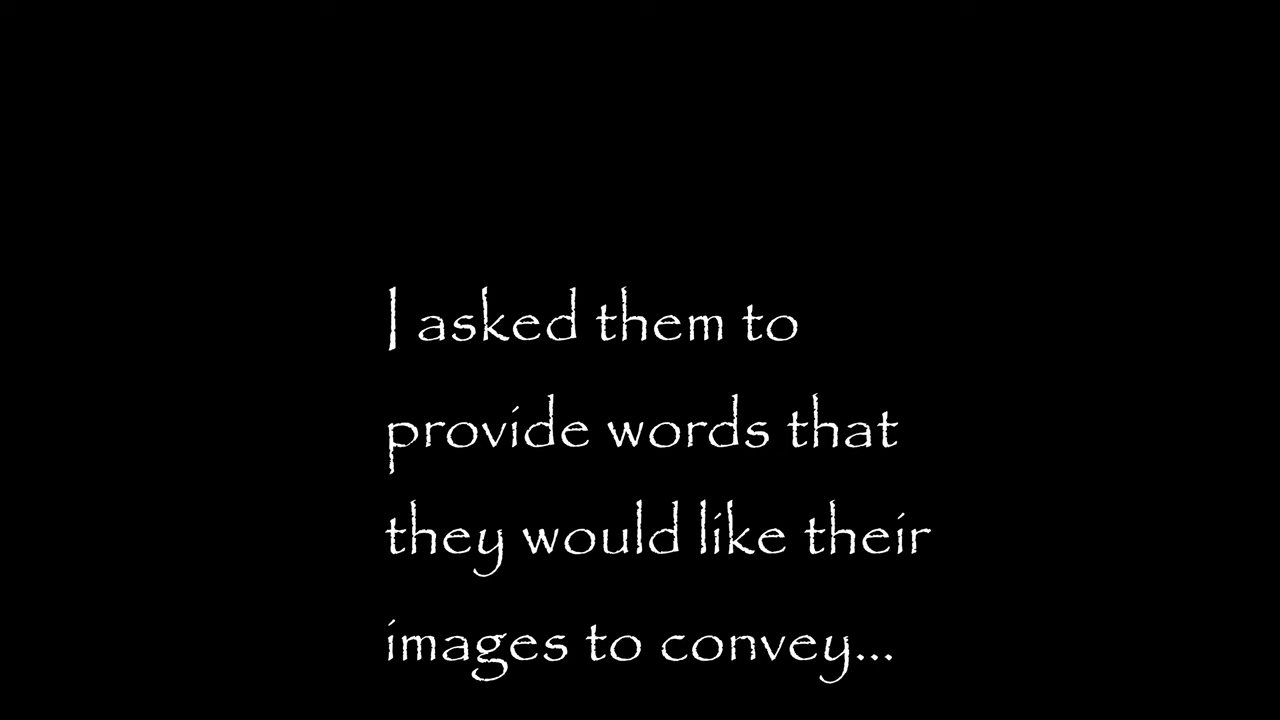 I asked them to
provide words that
they would like their
images to convey...